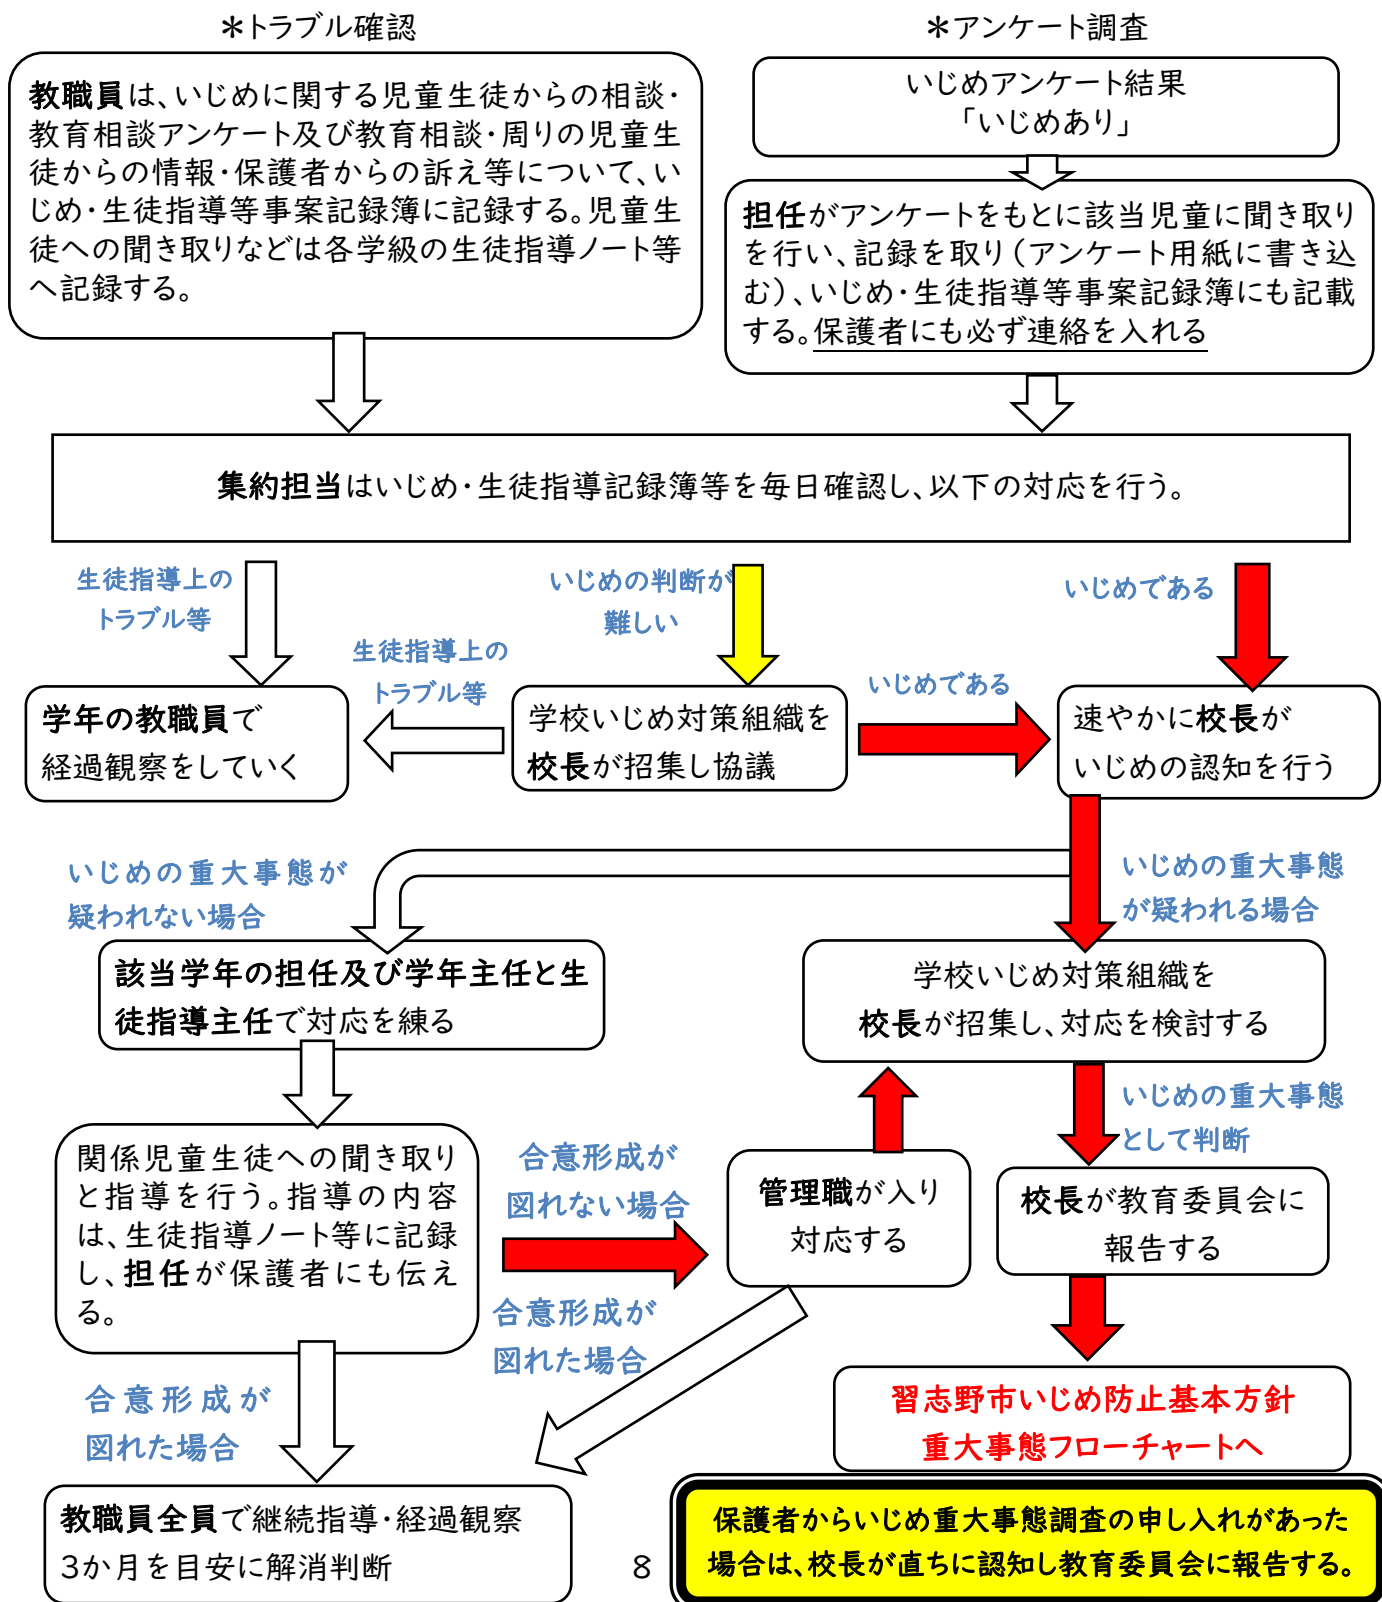 ＊トラブル確認
＊アンケート調査
教職員は、いじめに関する児童生徒からの相談・
教育相談アンケート及び教育相談・周りの児童生
徒からの情報・保護者からの訴え等について、い
じめ・生徒指導等事案記録簿に記録する。児童生
徒への聞き取りなどは各学級の生徒指導ノート等
へ記録する。
いじめアンケート結果
「いじめあり」
担任がアンケートをもとに該当児童に聞き取り
を行い、記録を取り（アンケート用紙に書き込
む）、いじめ・生徒指導等事案記録簿にも記載
する。保護者にも必ず連絡を入れる
集約担当はいじめ・生徒指導記録簿等を毎日確認し、以下の対応を行う。
生徒指導上の
トラブル等
いじめの判断が
難しい
いじめである
生徒指導上の
トラブル等
いじめである
学年の教職員で
経過観察をしていく
学校いじめ対策組織を
校長が招集し協議
速やかに校長が
いじめの認知を行う
いじめの重大事態が
疑われない場合
いじめの重大事態
が疑われる場合
該当学年の担任及び学年主任と生
徒指導主任で対応を練る
学校いじめ対策組織を
校長が招集し、対応を検討する
いじめの重大事態
として判断
関係児童生徒への聞き取り
と指導を行う。指導の内容
は、生徒指導ノート等に記録
し、担任が保護者にも伝え
る。
合意形成が
図れない場合
管理職が入り
対応する
校長が教育委員会に
報告する
合意形成が
図れた場合
合意形成が
図れた場合
習志野市いじめ防止基本方針
重大事態フローチャートへ
教職員全員で継続指導・経過観察
3か月を目安に解消判断
8
保護者からいじめ重大事態調査の申し入れがあった
場合は、校長が直ちに認知し教育委員会に報告する。